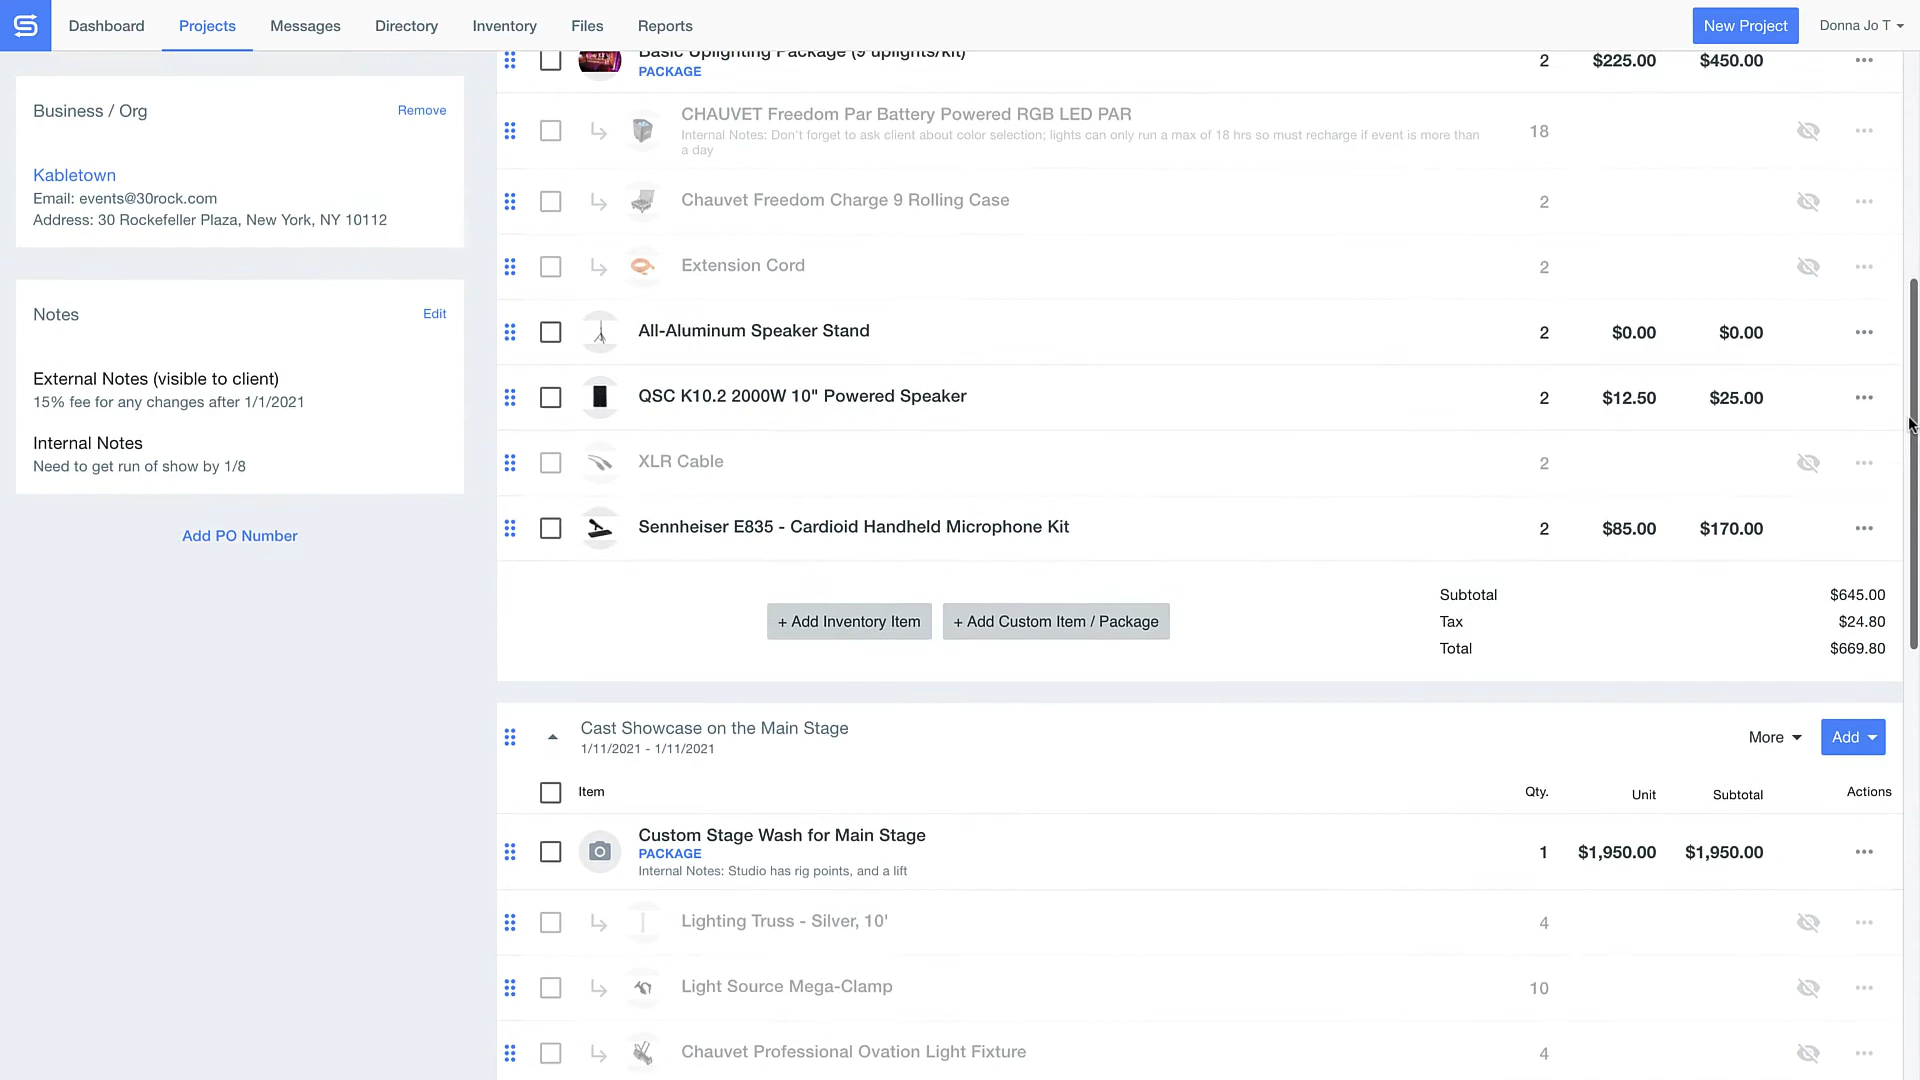 Dashboard Projects Messages Directory Inventory Files Reports New Project Donna Jo T
Business / Org Remove
Kabletown
Email: events@30rock.com
Address: 30 Rockefeller Plaza, New York, NY 10112
Notes Edit
External Notes (visible to client)
15% fee for any changes after 1/1/2021
Internal Notes
Need to get run of show by 1/8
Add PO Number
Basic Uplighting Package (9 uplights/kit) 2 $225.00 $450.00
PACKAGE
CHAUVET Freedom Par Battery Powered RGB LED PAR 18
Internal Notes: Don't forget to ask client about color selection; lights can only run a max of 18 hrs so must recharge if event is more than
a day
Chauvet Freedom Charge 9 Rolling Case 2
Extension Cord 2
All-Aluminum Speaker Stand 2 $0.00 $0.00
QSC K10.2 2000W 10" Powered Speaker 2 $12.50 $25.00
XLR Cable 2
Sennheiser E835 - Cardioid Handheld Microphone Kit 2 $85.00 $170.00
+ Add Inventory Item + Add Custom Item / Package
Subtotal $645.00
Tax $24.80
Total $669.80
Cast Showcase on the Main Stage More Add
1/11/2021 - 1/11/2021
Item Qty. Unit Subtotal Actions
Custom Stage Wash for Main Stage 1 $1,950.00 $1,950.00
PACKAGE
Internal Notes: Studio has rig points, and a lift
Lighting Truss - Silver, 10' 4
Light Source Mega-Clamp 10
Chauvet Professional Ovation Light Fixture 4